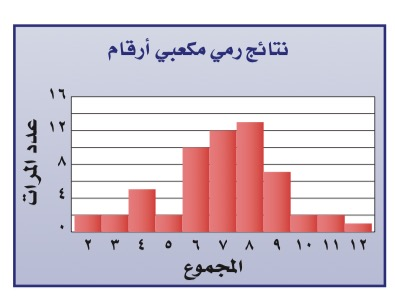 نتائج رمي مكعبي أرقام
عدد المرات
١٦
١٢
٨
٤
٠
٢ ٣ ٤ ٥ ٦ ٧ ٨ ٩ ١٠ ١١ ١٢
المجموع